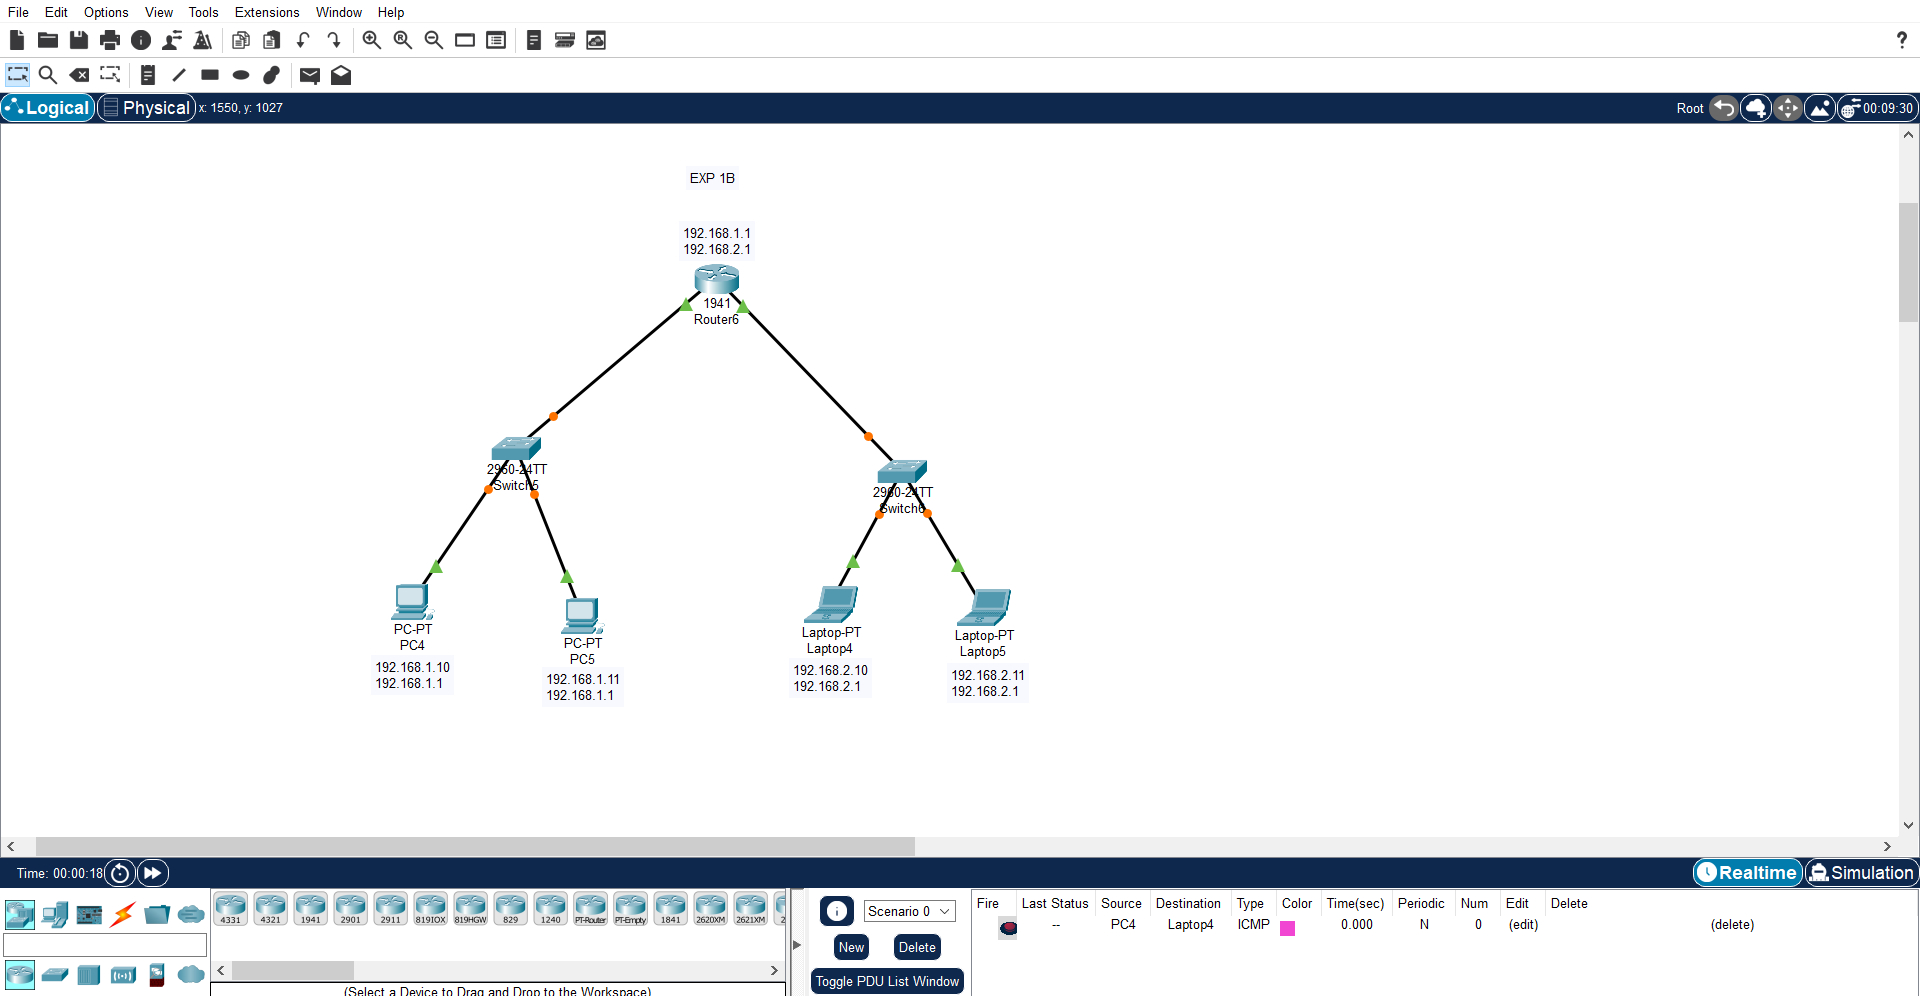 File Edit Options View Tools Extensions Window Help
?
Logical Physical x: 1550, y: 1027 Root 00:09:30
EXP 1B
192.168.1.1
192.168.2.1
1941
Router6
2960-24TT
Switch5
2960-24TT
Switch6
PC-PT
PC4
192.168.1.10
192.168.1.1
PC-PT
PC5
192.168.1.11
192.168.1.1
Laptop-PT
Laptop4
192.168.2.10
192.168.2.1
Laptop-PT
Laptop5
192.168.2.11
192.168.2.1
Time: 00:00:18 Realtime Simulation
4331 4321 1941 2901 2911 819IOX 819HGW 829 1240 PT-Router PT-Empty 1841 2620XM 2621XM 2
(Select a Device to Drag and Drop to the Workspace)
Scenario 0
New Delete
Toggle PDU List Window
Fire Last Status Source Destination Type Color Time(sec) Periodic Num Edit Delete
-- PC4 Laptop4 ICMP 0.000 N 0 (edit) (delete)